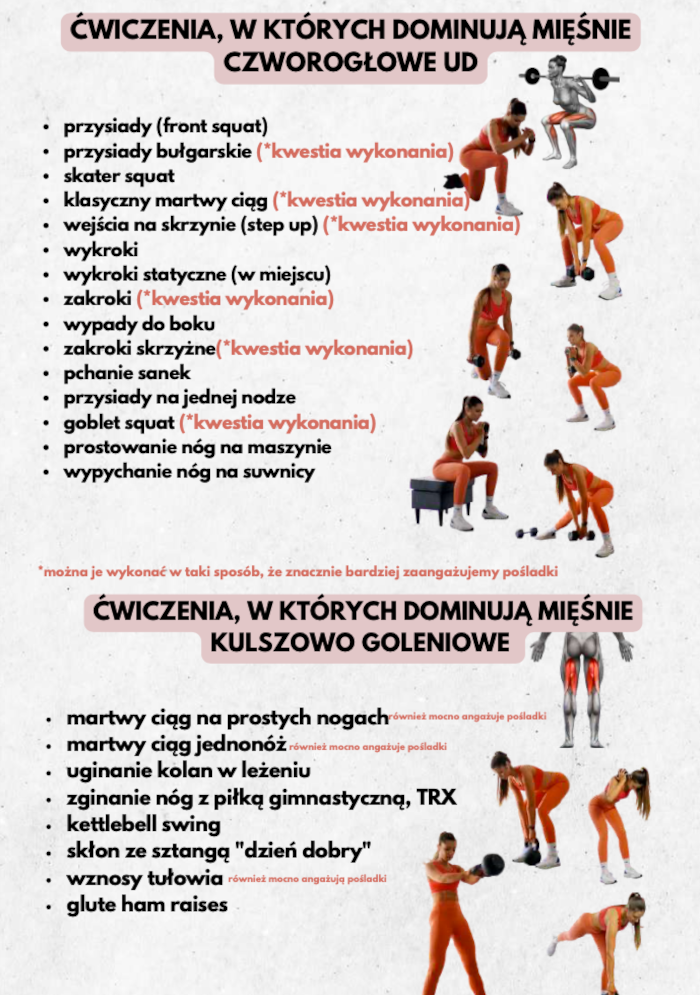 ĆWICZENIA, W KTÓRYCH DOMINUJĄ MIĘŚNIE
CZWOROGŁOWE UD
• przysiady (front squat)
• przysiady bułgarskie (*kwestia wykonania)
• skater squat
• klasyczny martwy ciąg (*kwestia wykonania)
• wejścia na skrzynie (step up) (*kwestia wykonania)
• wykroki
• wykroki statyczne (w miejscu)
• zakroki (*kwestia wykonania)
• wypady do boku
• zakroki skrzyżne(*kwestia wykonania)
• pchanie sanek
• przysiady na jednej nodze
• goblet squat (*kwestia wykonania)
• prostowanie nóg na maszynie
• wypychanie nóg na suwnicy
*można je wykonać w taki sposób, że znacznie bardziej zaangażujemy pośladki
ĆWICZENIA, W KTÓRYCH DOMINUJĄ MIĘŚNIE
KULSZOWO GOLENIOWE
• martwy ciąg na prostych nogach również mocno angażuje pośladki
• martwy ciąg jednonóż również mocno angażuje pośladki
• uginanie kolan w leżeniu
• zginanie nóg z piłką gimnastyczną, TRX
• kettlebell swing
• skłon ze sztangą "dzień dobry"
• wznosy tułowia również mocno angażują pośladki
• glute ham raises